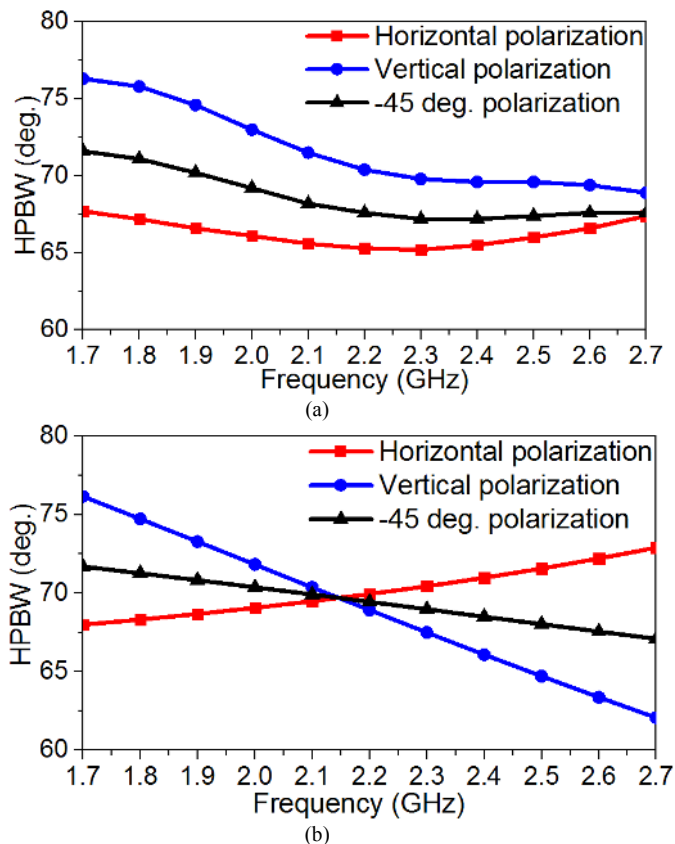 80
Horizontal polarization
Vertical polarization
75
-45 deg. polarization
HPBW (deg.)
70
65
60
1.7 1.8 1.9 2.0 2.1 2.2 2.3 2.4 2.5 2.6 2.7
Frequency (GHz)
(a)
80
Horizontal polarization
Vertical polarization
75
-45 deg. polarization
HPBW (deg.)
70
65
60
1.7 1.8 1.9 2.0 2.1 2.2 2.3 2.4 2.5 2.6 2.7
Frequency (GHz)
(b)